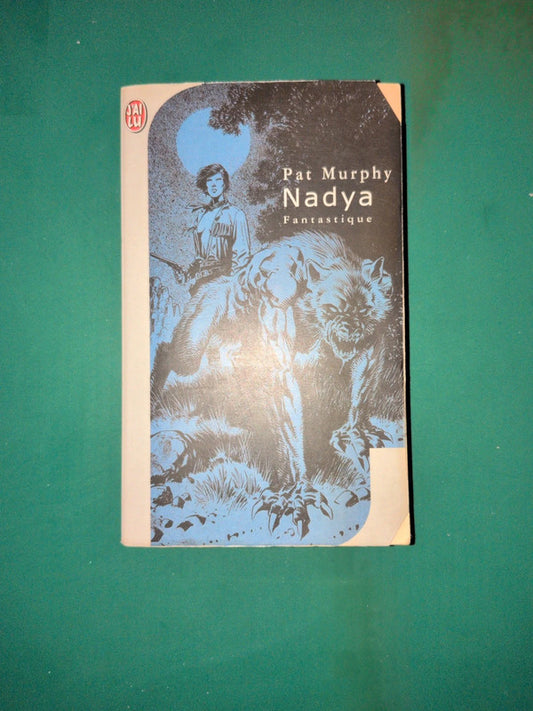 J'AI
LU
Pat Murphy
Nadya
Fantastique